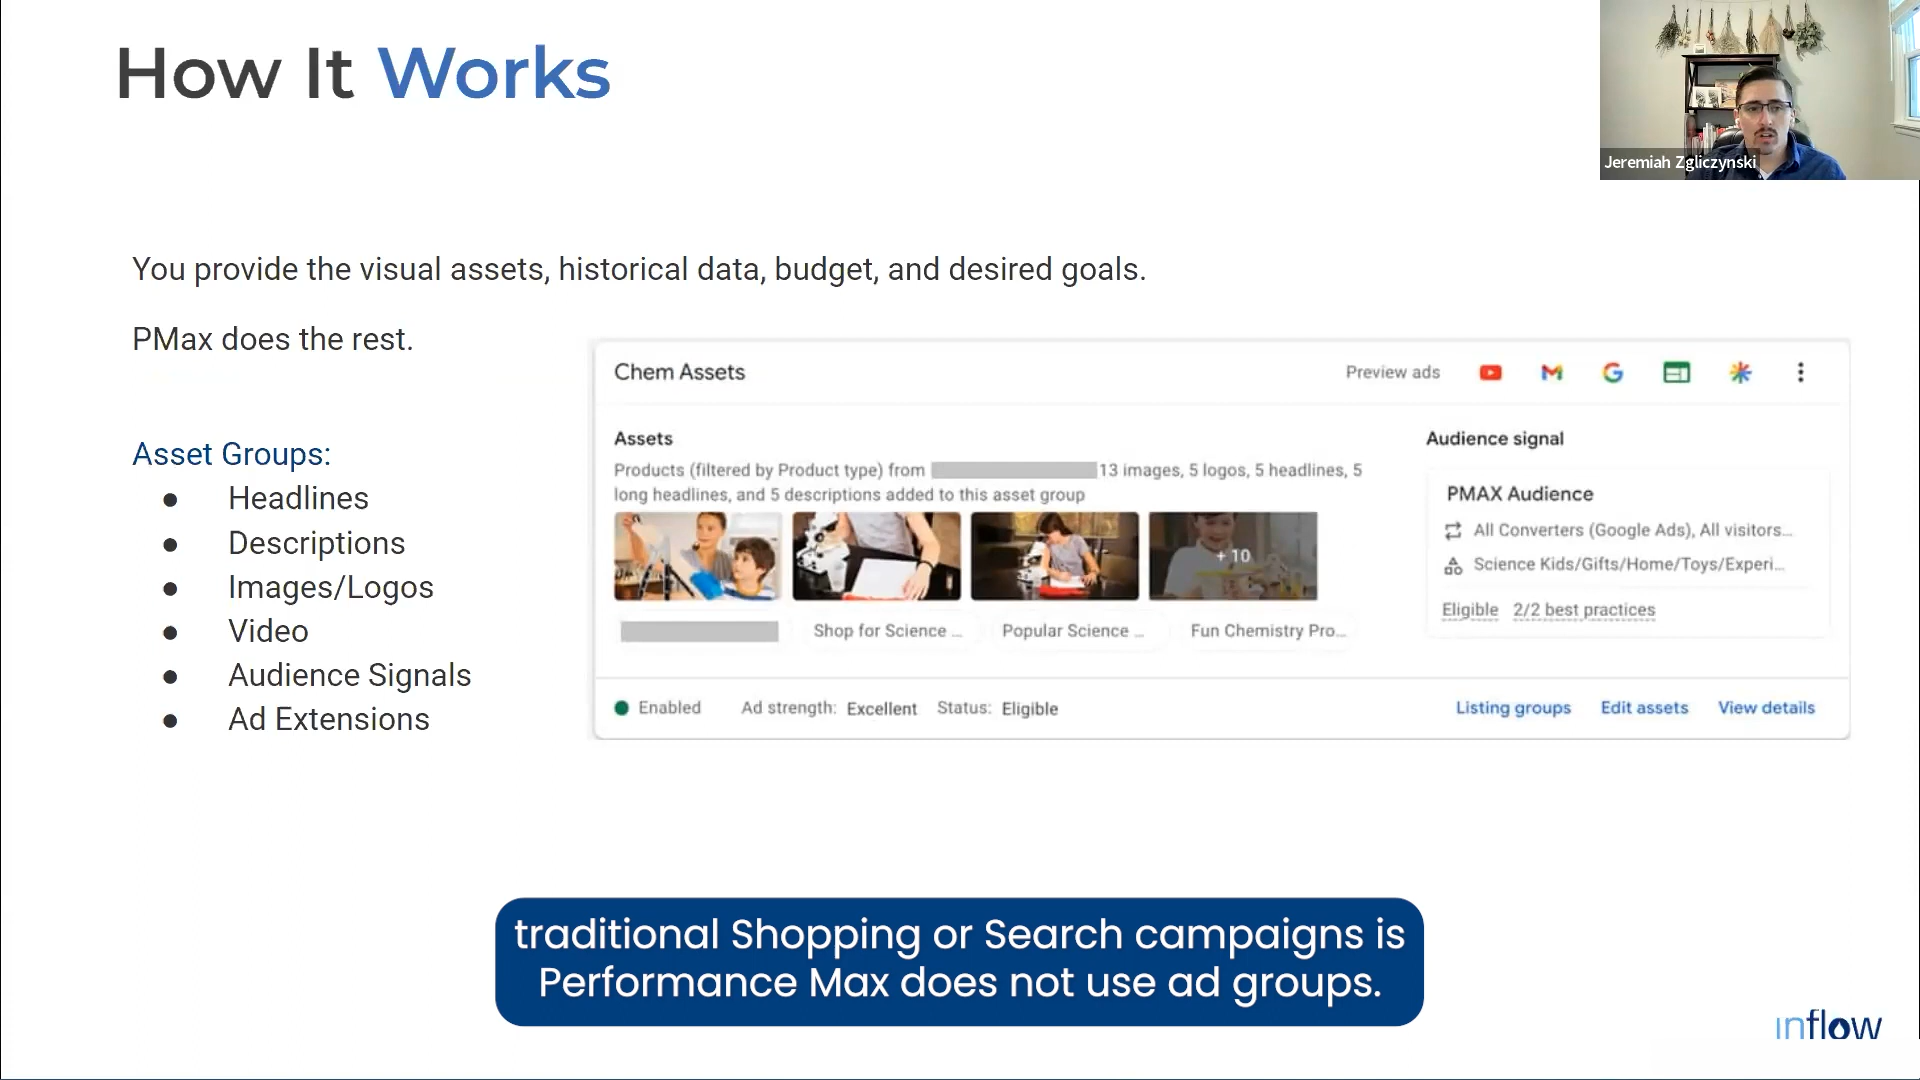 How It Works
Jeremiah Zgliczynski
You provide the visual assets, historical data, budget, and desired goals.
PMax does the rest.
Asset Groups:
● Headlines
● Descriptions
● Images/Logos
● Video
● Audience Signals
● Ad Extensions
Chem Assets
Preview ads
Assets
Products (filtered by Product type) from 13 images, 5 logos, 5 headlines, 5
long headlines, and 5 descriptions added to this asset group
+ 10
Shop for Science ...
Popular Science ...
Fun Chemistry Pro...
Audience signal
PMAX Audience
All Converters (Google Ads), All visitors...
Science Kids/Gifts/Home/Toys/Experi...
Eligible 2/2 best practices
Enabled Ad strength: Excellent Status: Eligible
Listing groups Edit assets View details
traditional Shopping or Search campaigns is
Performance Max does not use ad groups.
inflow